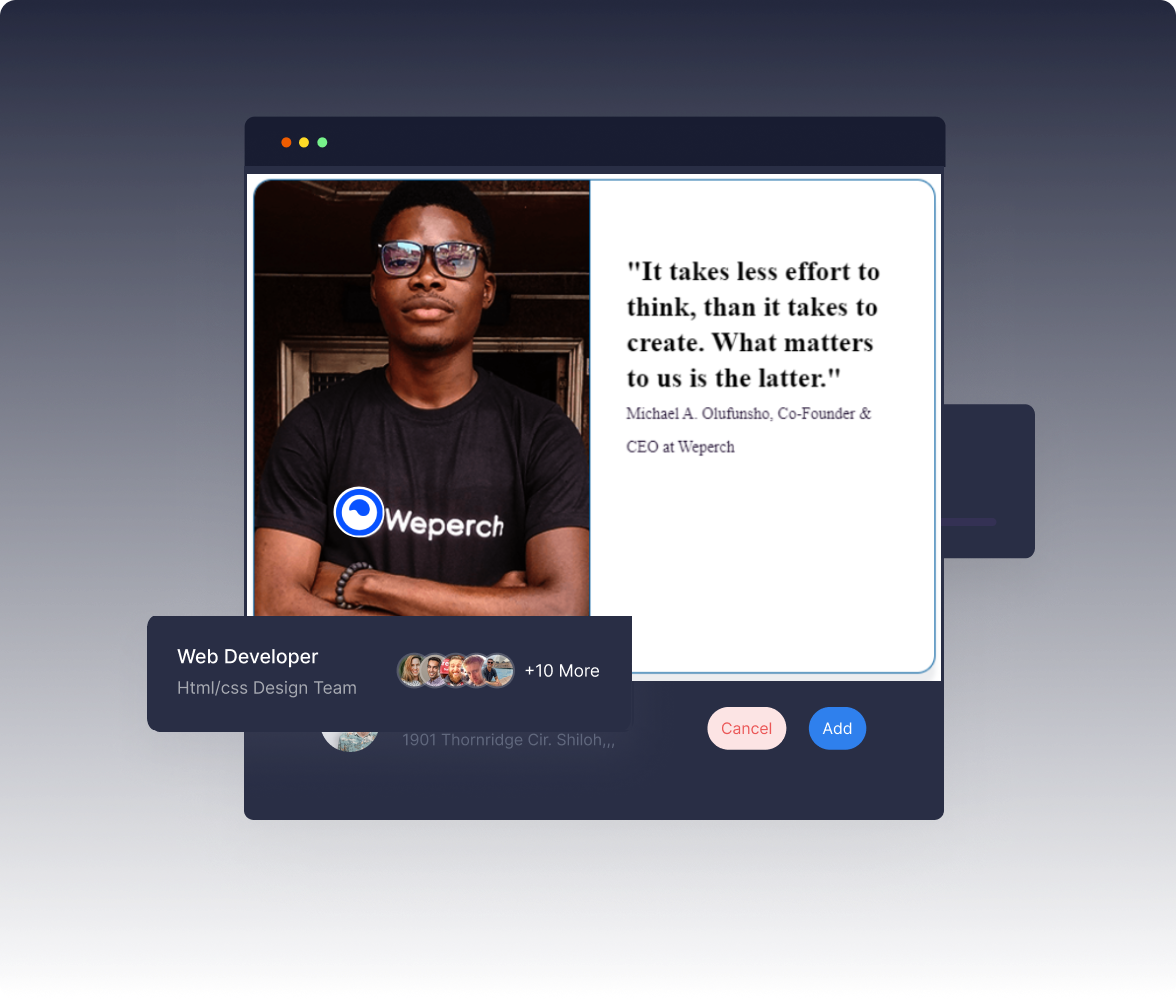 "It takes less effort to
think, than it takes to
create. What matters
to us is the latter."
Michael A. Olufunsho, Co-Founder &
CEO at Weperch
Weperch
Web Developer
Html/css Design Team
+10 More
1901 Thornridge Cir. Shiloh,,,
Cancel
Add